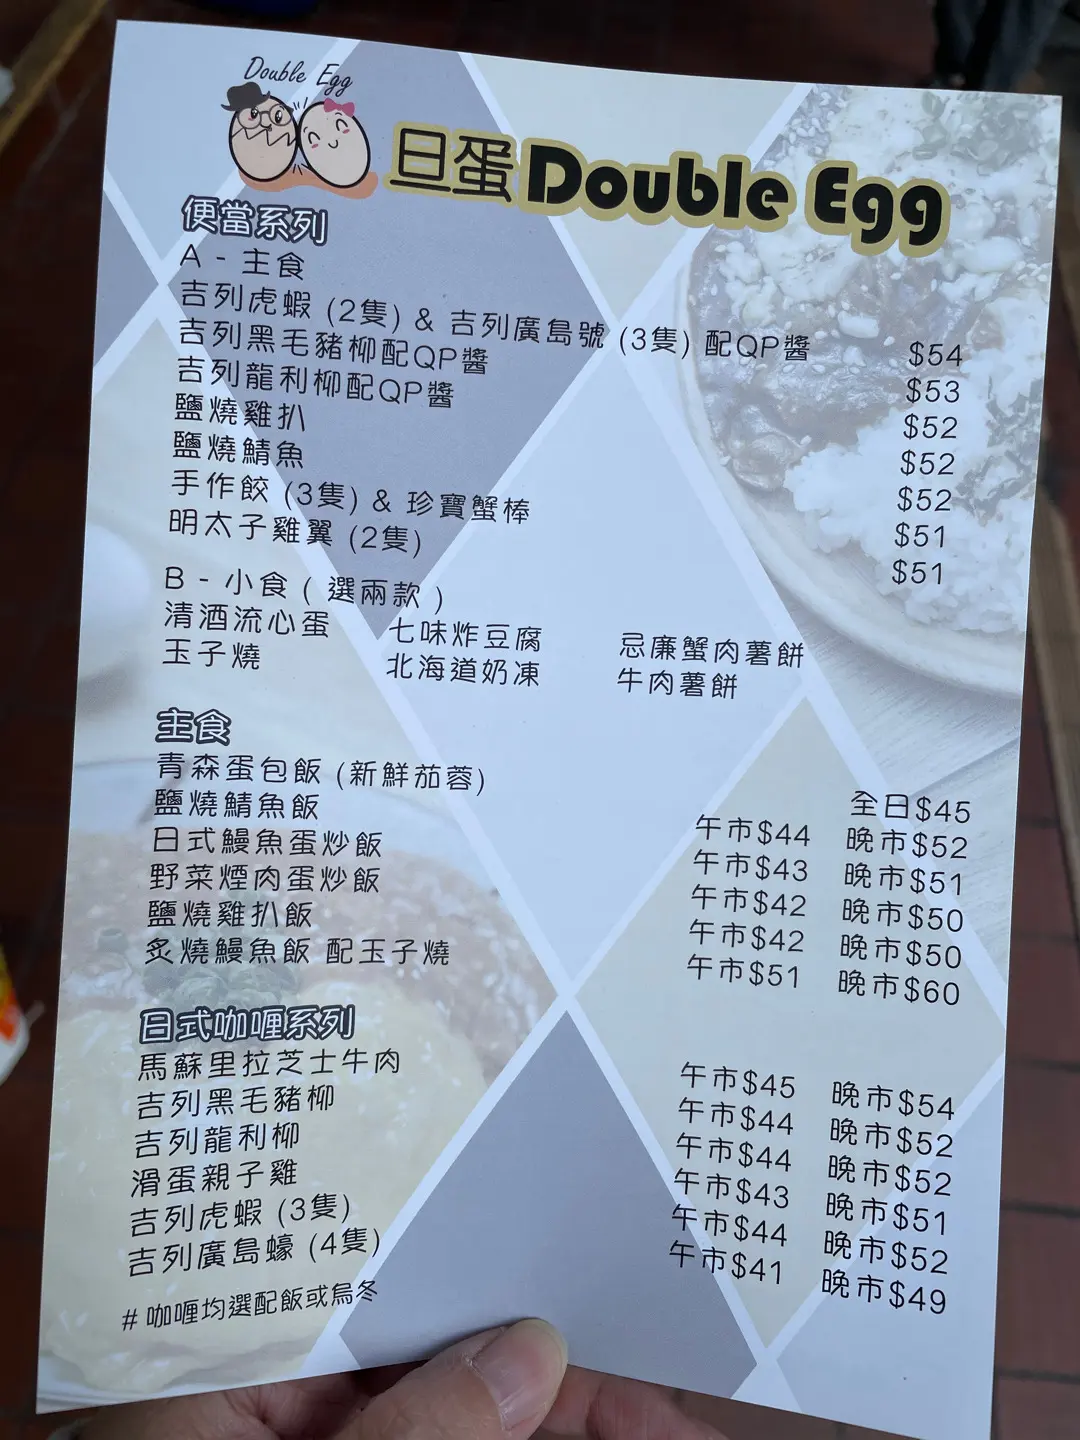 Double Egg
旦蛋 Double Egg
便當系列
A - 主食
吉列虎蝦 (2隻) & 吉列廣島號 (3隻) 配QP醬 $54
吉列黑毛豬柳配QP醬 $53
吉列龍利柳配QP醬 $52
鹽燒雞扒 $52
鹽燒鯖魚 $52
手作餃 (3隻) & 珍寶蟹棒 $51
明太子雞翼 (2隻) $51
B - 小食 ( 選兩款 )
清酒流心蛋 七味炸豆腐 忌廉蟹肉薯餅
玉子燒 北海道奶凍 牛肉薯餅
主食
青森蛋包飯 (新鮮茄蓉) 全日$45
鹽燒鯖魚飯 午市$44 晚市$52
日式鰻魚蛋炒飯 午市$43 晚市$51
野菜煙肉蛋炒飯 午市$42 晚市$50
鹽燒雞扒飯 午市$42 晚市$50
炙燒鰻魚飯 配玉子燒 午市$51 晚市$60
日式咖喱系列
馬蘇里拉芝士牛肉 午市$45 晚市$54
吉列黑毛豬柳 午市$44 晚市$52
吉列龍利柳 午市$44 晚市$52
滑蛋親子雞 午市$43 晚市$51
吉列虎蝦 (3隻) 午市$44 晚市$52
吉列廣島蠔 (4隻) 午市$41 晚市$49
# 咖喱均選配飯或烏冬